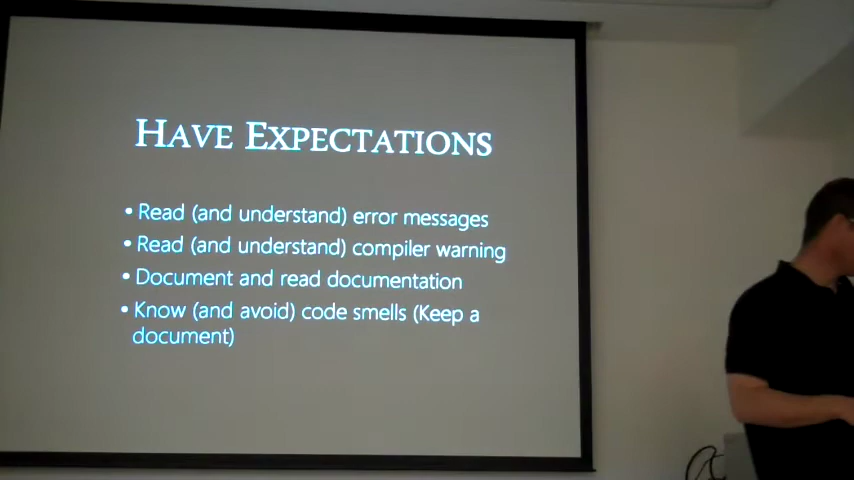 HAVE EXPECTATIONS
• Read (and understand) error messages
• Read (and understand) compiler warning
• Document and read documentation
• Know (and avoid) code smells (Keep a
document)